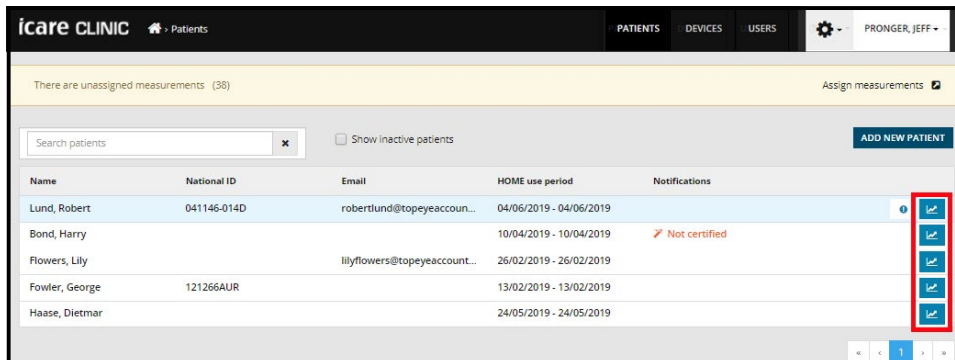 icare CLINIC › Patients PATIENTS DEVICES USERS PRONGER, JEFF
There are unassigned measurements (38) Assign measurements
Search patients × Show inactive patients ADD NEW PATIENT
Name National ID Email HOME use period Notifications
Lund, Robert 041146-014D robertlund@topeyeaccoun... 04/06/2019 - 04/06/2019
Bond, Harry 10/04/2019 - 10/04/2019 Not certified
Flowers, Lily lilyflowers@topeyeaccount... 26/02/2019 - 26/02/2019
Fowler, George 121266AUR 13/02/2019 - 13/02/2019
Haase, Dietmar 24/05/2019 - 24/05/2019
« ‹ 1 › »